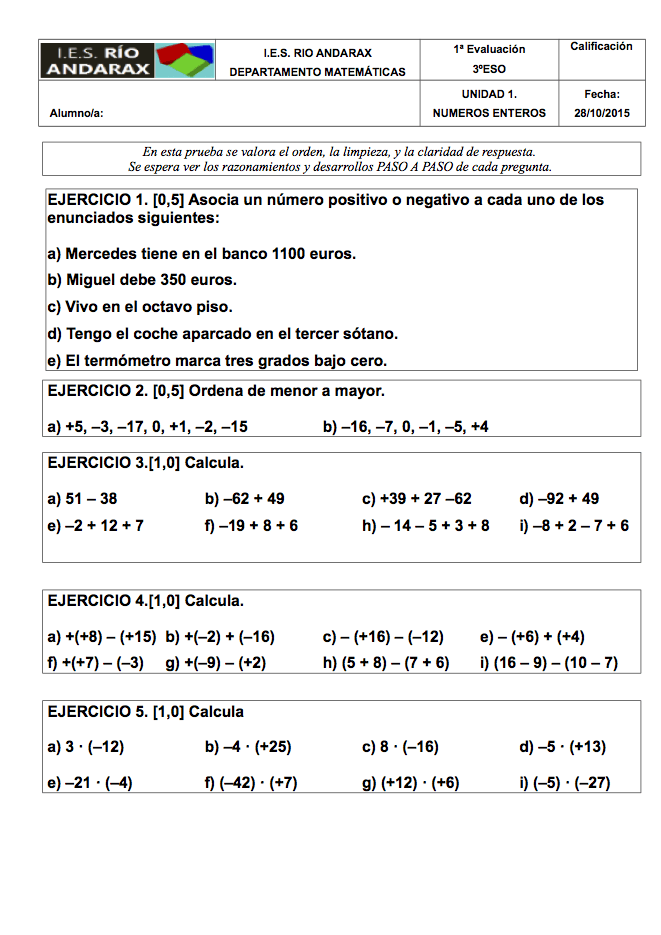 I.E.S. RÍO
ANDARAX
I.E.S. RIO ANDARAX
DEPARTAMENTO MATEMÁTICAS
1ª Evaluación
3ºESO
Calificación
Alumno/a:
UNIDAD 1.
NUMEROS ENTEROS
Fecha:
28/10/2015
En esta prueba se valora el orden, la limpieza, y la claridad de respuesta.
Se espera ver los razonamientos y desarrollos PASO A PASO de cada pregunta.
EJERCICIO 1. [0,5] Asocia un número positivo o negativo a cada uno de los
enunciados siguientes:
a) Mercedes tiene en el banco 1100 euros.
b) Miguel debe 350 euros.
c) Vivo en el octavo piso.
d) Tengo el coche aparcado en el tercer sótano.
e) El termómetro marca tres grados bajo cero.
EJERCICIO 2. [0,5] Ordena de menor a mayor.
a) +5, –3, –17, 0, +1, –2, –15 b) –16, –7, 0, –1, –5, +4
EJERCICIO 3.[1,0] Calcula.
a) 51 – 38 b) –62 + 49 c) +39 + 27 –62 d) –92 + 49
e) –2 + 12 + 7 f) –19 + 8 + 6 h) – 14 – 5 + 3 + 8 i) –8 + 2 – 7 + 6
EJERCICIO 4.[1,0] Calcula.
a) +(+8) – (+15) b) +(–2) + (–16) c) – (+16) – (–12) e) – (+6) + (+4)
f) +(+7) – (–3) g) +(–9) – (+2) h) (5 + 8) – (7 + 6) i) (16 – 9) – (10 – 7)
EJERCICIO 5. [1,0] Calcula
a) 3 · (–12) b) –4 · (+25) c) 8 · (–16) d) –5 · (+13)
e) –21 · (–4) f) (–42) · (+7) g) (+12) · (+6) i) (–5) · (–27)